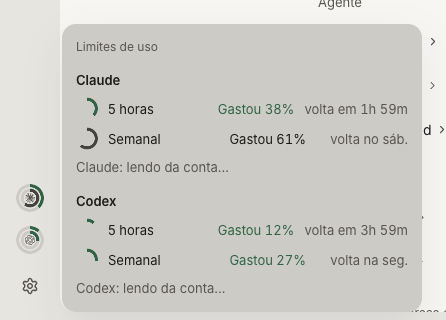 Agente
Limites de uso
Claude
5 horas Gastou 38% volta em 1h 59m
Semanal Gastou 61% volta no sáb.
d
Claude: lendo da conta...
Codex
5 horas Gastou 12% volta em 3h 59m
Semanal Gastou 27% volta na seg.
Codex: lendo da conta...